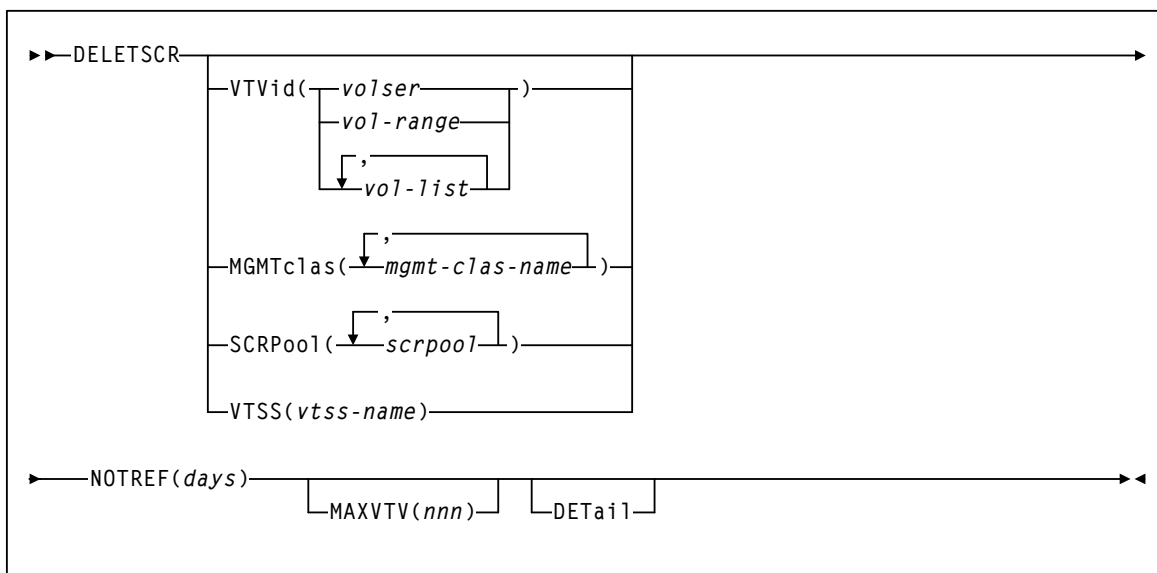 DELETSCR
VTVid( volser )
vol-range
,
vol-list
,
MGMTclas( mgmt-clas-name )
,
SCRPool( scrpool )
VTSS(vtss-name)
NOTREF(days)
MAXVTV(nnn) DETail